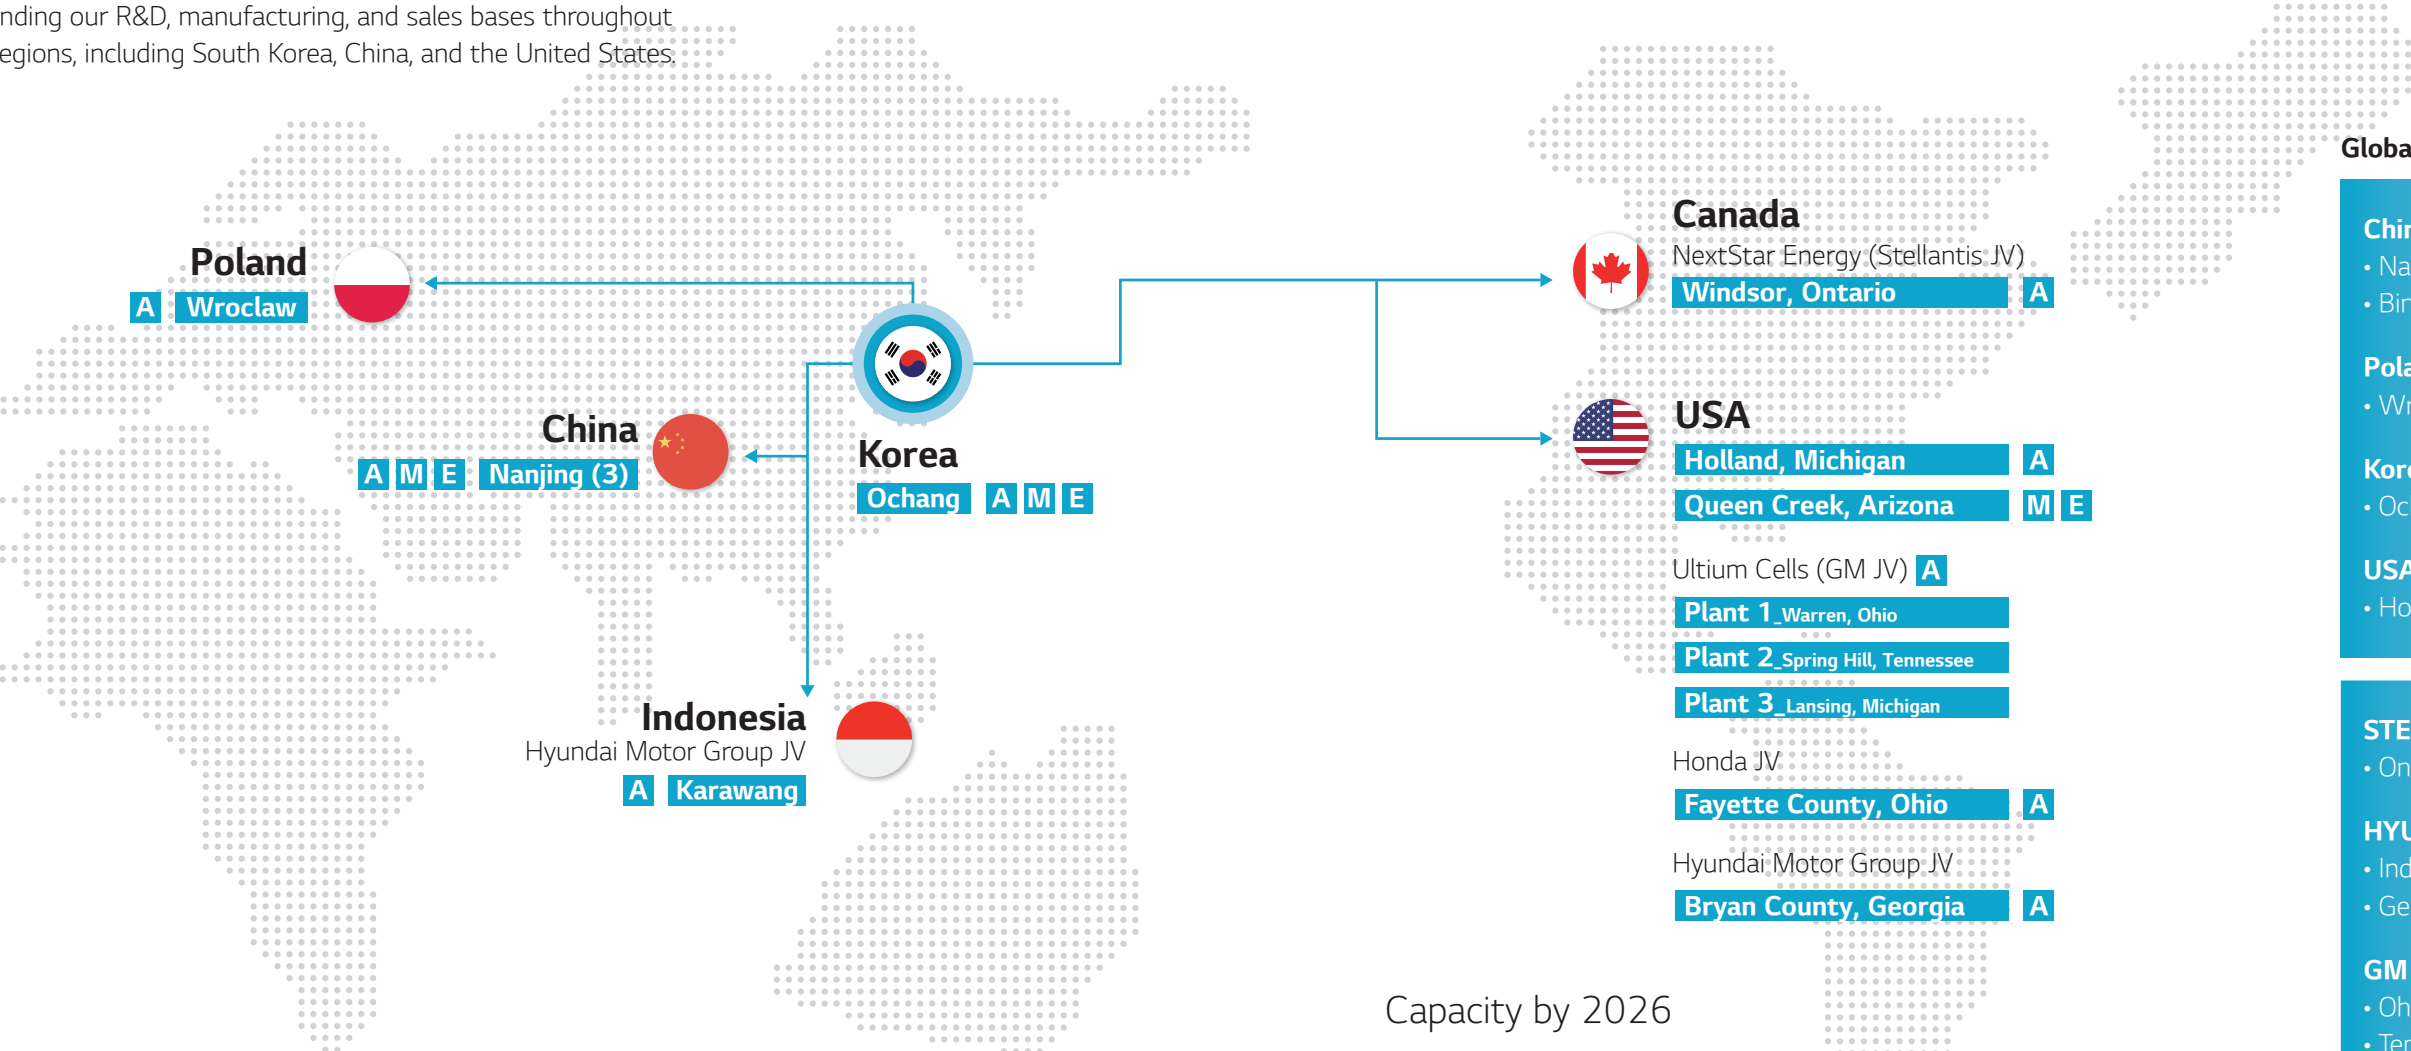 regions, including South Korea, China, and the United States.
R&D, manufacturing, and sales bases throughout
Poland
A Wroclaw
China
A M E Nanjing (3)
Korea
Ochang A M E
Indonesia
Hyundai Motor Group JV
A Karawang
Canada
NextStar Energy (Stellantis JV)
Windsor, Ontario A
USA
Holland, Michigan A
Queen Creek, Arizona M E
Ultium Cells (GM JV) A
Plant 1_Warren, Ohio
Plant 2_Spring Hill, Tennessee
Plant 3_Lansing, Michigan
Honda JV
Fayette County, Ohio A
Hyundai Motor Group JV
Bryan County, Georgia A
Capacity by 2026
GM